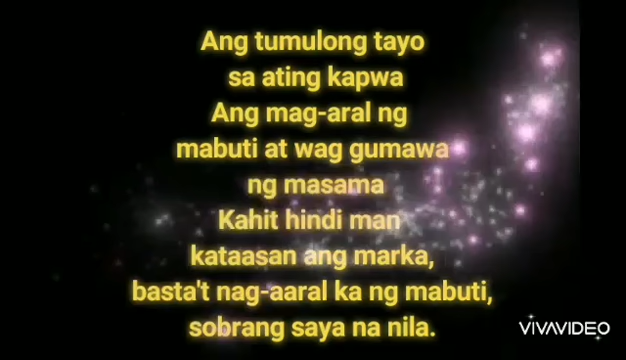 Ang tumulong tayo
sa ating kapwa
Ang mag-aral ng
mabuti at wag gumawa
ng masama
Kahit hindi man
kataasan ang marka,
basta't nag-aaral ka ng mabuti,
sobrang saya na nila.
VIVAVIDEO